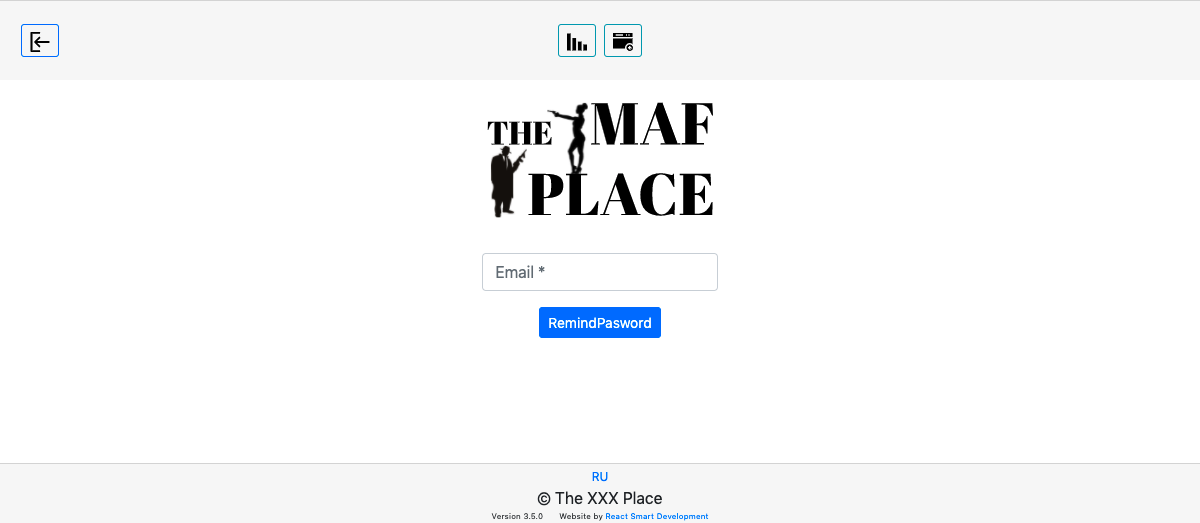 THE MAF
PLACE
Email *
RemindPasword
RU
© The XXX Place
Version 3.5.0 Website by React Smart Development